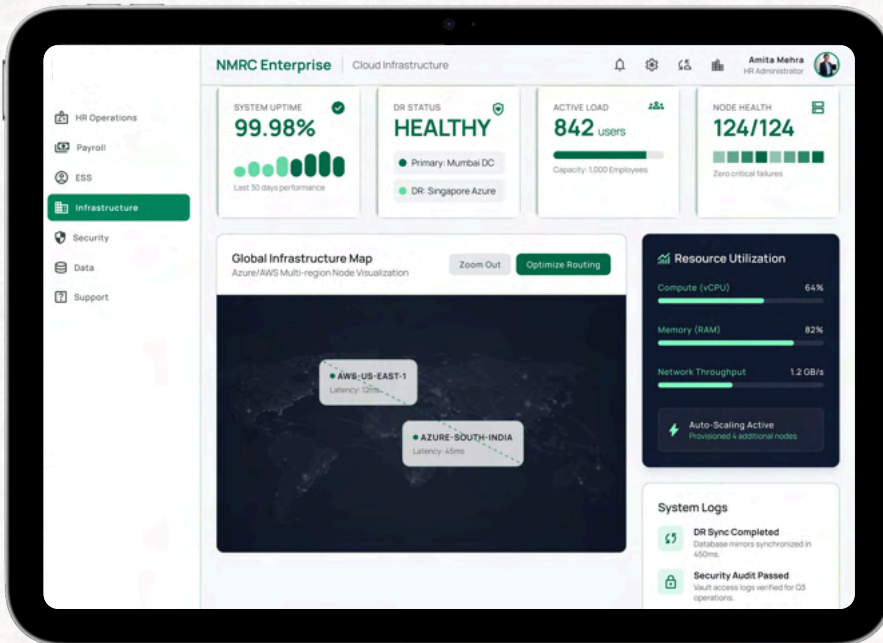 NMRC Enterprise
Cloud Infrastructure
Amita Mehra
HR Administrator
HR Operations
Payroll
ESS
Infrastructure
Security
Data
Support
SYSTEM UPTIME
99.98%
Last 30 days performance
DR STATUS
HEALTHY
Primary: Mumbai DC
DR: Singapore Azure
ACTIVE LOAD
842 users
Capacity: 1,000 Employees
NODE HEALTH
124/124
Zero critical failures
Global Infrastructure Map
Azure/AWS Multi-region Node Visualization
Zoom Out
Optimize Routing
AWS-US-EAST-1
Latency: 12ms
AZURE-SOUTH-INDIA
Latency: 45ms
Resource Utilization
Compute (vCPU) 64%
Memory (RAM) 82%
Network Throughput 1.2 GB/s
Auto-Scaling Active
Provisioned 4 additional nodes
System Logs
DR Sync Completed
Database mirrors synchronized in
450ms.
Security Audit Passed
Vault access logs verified for Q3
operations.